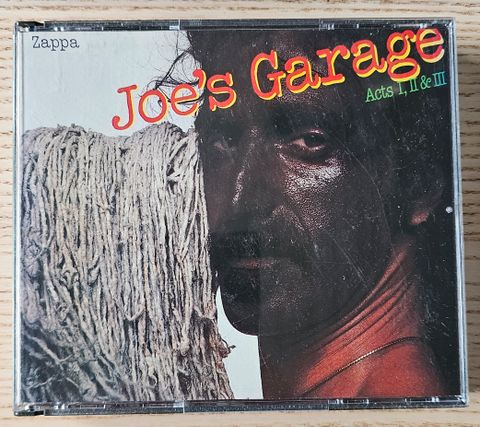 Zappa
Joe's Garage
Acts I, II & III